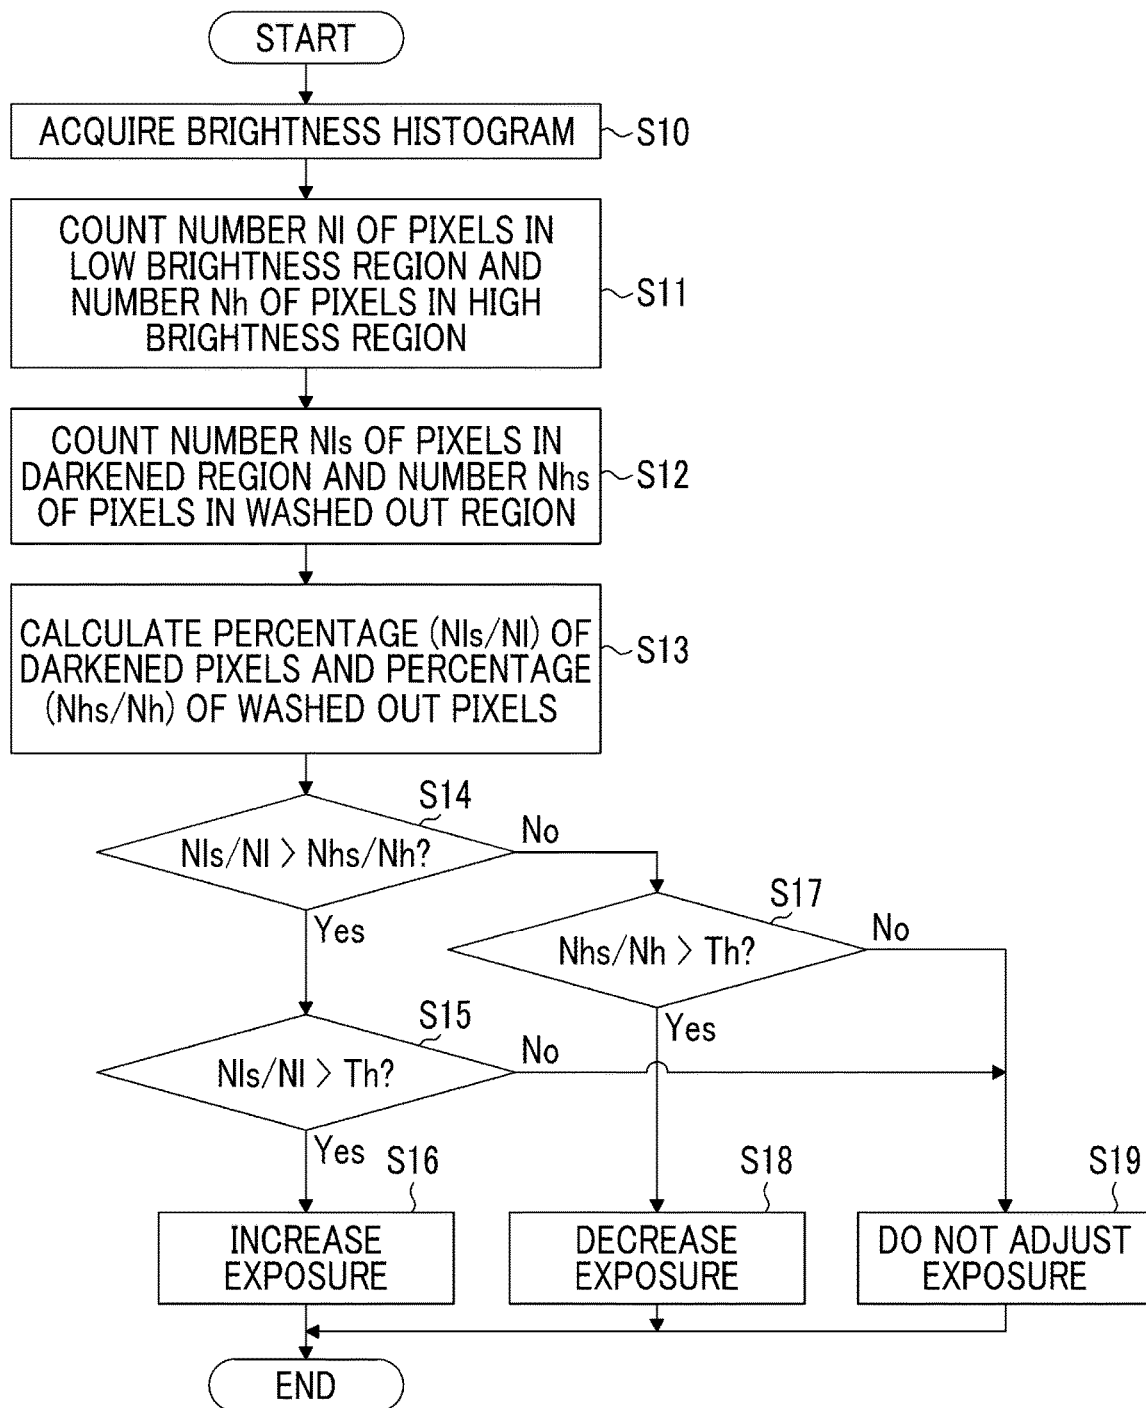 START
ACQUIRE BRIGHTNESS HISTOGRAM
S10
COUNT NUMBER Nl OF PIXELS IN
LOW BRIGHTNESS REGION AND
NUMBER Nh OF PIXELS IN HIGH
BRIGHTNESS REGION
S11
COUNT NUMBER Nls OF PIXELS IN
DARKENED REGION AND NUMBER Nhs
OF PIXELS IN WASHED OUT REGION
S12
CALCULATE PERCENTAGE (Nls/Nl) OF
DARKENED PIXELS AND PERCENTAGE
(Nhs/Nh) OF WASHED OUT PIXELS
S13
S14
Nls/Nl > Nhs/Nh?
No
Yes
S17
Nhs/Nh > Th?
No
Yes
S15
Nls/Nl > Th?
No
Yes
S16
INCREASE
EXPOSURE
S18
DECREASE
EXPOSURE
S19
DO NOT ADJUST
EXPOSURE
END